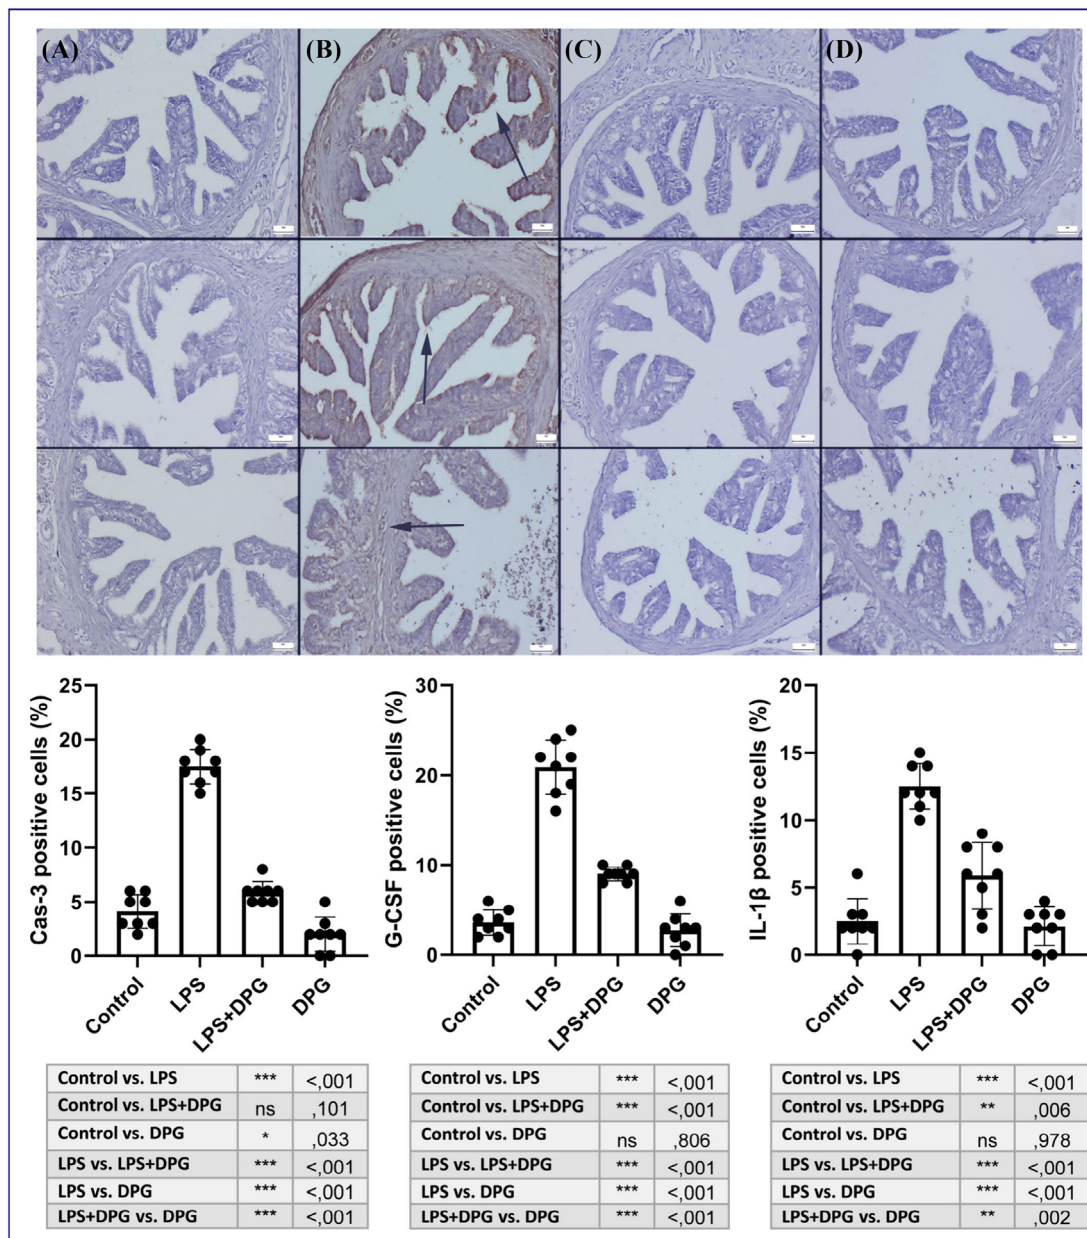 (A) (B) (C) (D)
Cas-3 positive cells (%)
25
20
15
10
5
0
Control LPS LPS+DPG DPG
G-CSF positive cells (%)
30
20
10
0
Control LPS LPS+DPG DPG
IL-1β positive cells (%)
20
15
10
5
0
Control LPS LPS+DPG DPG
Control vs. LPS *** <,001
Control vs. LPS+DPG ns ,101
Control vs. DPG * ,033
LPS vs. LPS+DPG *** <,001
LPS vs. DPG *** <,001
LPS+DPG vs. DPG *** <,001
Control vs. LPS *** <,001
Control vs. LPS+DPG *** <,001
Control vs. DPG ns ,806
LPS vs. LPS+DPG *** <,001
LPS vs. DPG *** <,001
LPS+DPG vs. DPG *** <,001
Control vs. LPS *** <,001
Control vs. LPS+DPG ** ,006
Control vs. DPG ns ,978
LPS vs. LPS+DPG *** <,001
LPS vs. DPG *** <,001
LPS+DPG vs. DPG ** ,002